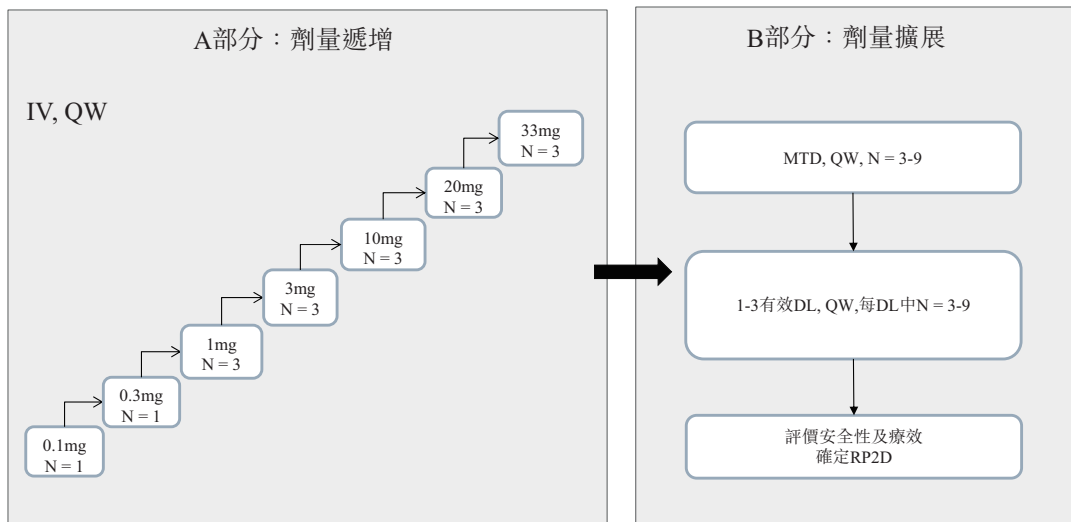 A部分：劑量遞增
IV, QW
33mg
N = 3
20mg
N = 3
10mg
N = 3
3mg
N = 3
1mg
N = 3
0.3mg
N = 1
0.1mg
N = 1
B部分：劑量擴展
MTD, QW, N = 3-9
1-3有效DL, QW,每DL中N = 3-9
評價安全性及療效
確定RP2D